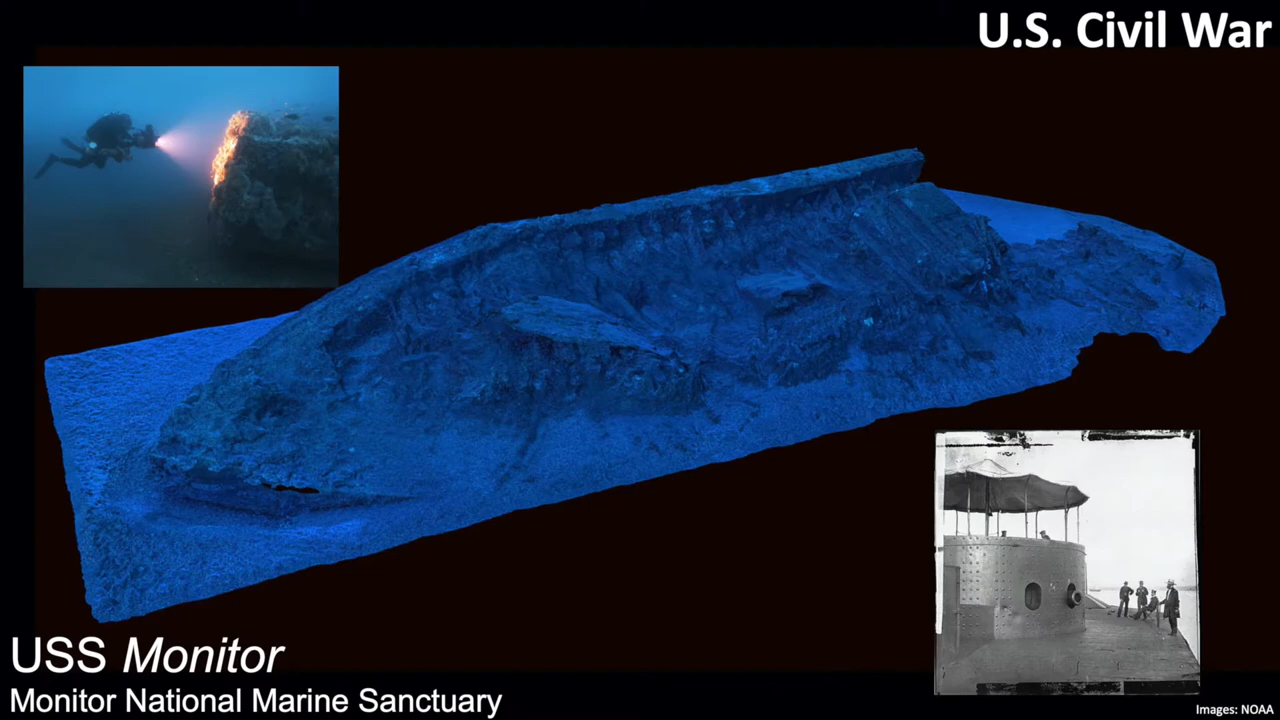 U.S. Civil War
USS Monitor
Monitor National Marine Sanctuary
Images: NOAA